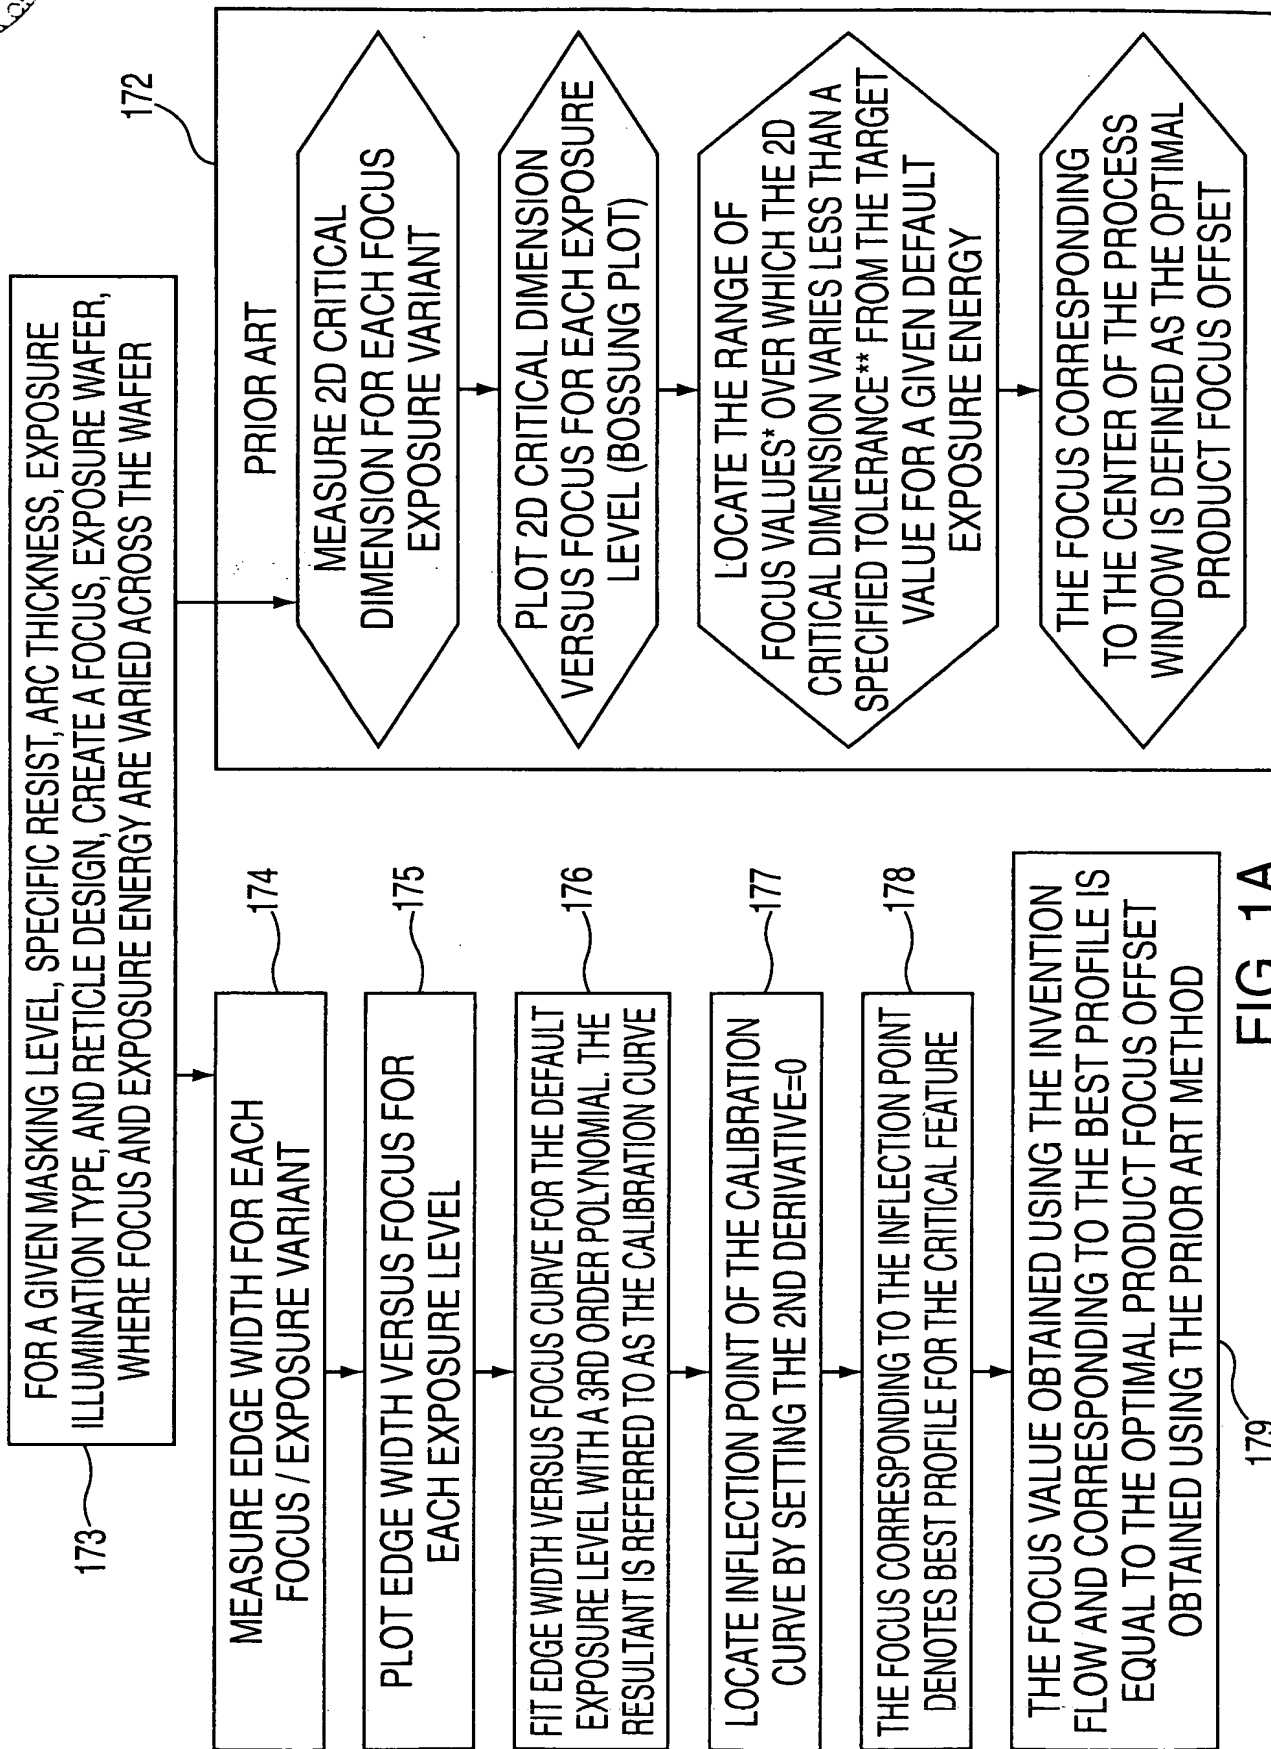 FOR A GIVEN MASKING LEVEL, SPECIFIC RESIST, ARC THICKNESS, EXPOSURE
ILLUMINATION TYPE, AND RETICLE DESIGN, CREATE A FOCUS, EXPOSURE WAFER,
WHERE FOCUS AND EXPOSURE ENERGY ARE VARIED ACROSS THE WAFER
173
MEASURE EDGE WIDTH FOR EACH
FOCUS / EXPOSURE VARIANT
174
PLOT EDGE WIDTH VERSUS FOCUS FOR
EACH EXPOSURE LEVEL
175
FIT EDGE WIDTH VERSUS FOCUS CURVE FOR THE DEFAULT
EXPOSURE LEVEL WITH A 3RD ORDER POLYNOMIAL. THE
RESULTANT IS REFERRED TO AS THE CALIBRATION CURVE
176
LOCATE INFLECTION POINT OF THE CALIBRATION
CURVE BY SETTING THE 2ND DERIVATIVE=0
177
THE FOCUS CORRESPONDING TO THE INFLECTION POINT
DENOTES BEST PROFILE FOR THE CRITICAL FEATURE
178
THE FOCUS VALUE OBTAINED USING THE INVENTION
FLOW AND CORRESPONDING TO THE BEST PROFILE IS
EQUAL TO THE OPTIMAL PRODUCT FOCUS OFFSET
OBTAINED USING THE PRIOR ART METHOD
179
172
PRIOR ART
MEASURE 2D CRITICAL
DIMENSION FOR EACH FOCUS
EXPOSURE VARIANT
PLOT 2D CRITICAL DIMENSION
VERSUS FOCUS FOR EACH EXPOSURE
LEVEL (BOSSUNG PLOT)
LOCATE THE RANGE OF
FOCUS VALUES* OVER WHICH THE 2D
CRITICAL DIMENSION VARIES LESS THAN A
SPECIFIED TOLERANCE** FROM THE TARGET
VALUE FOR A GIVEN DEFAULT
EXPOSURE ENERGY
THE FOCUS CORRESPONDING
TO THE CENTER OF THE PROCESS
WINDOW IS DEFINED AS THE OPTIMAL
PRODUCT FOCUS OFFSET
FIG. 1A